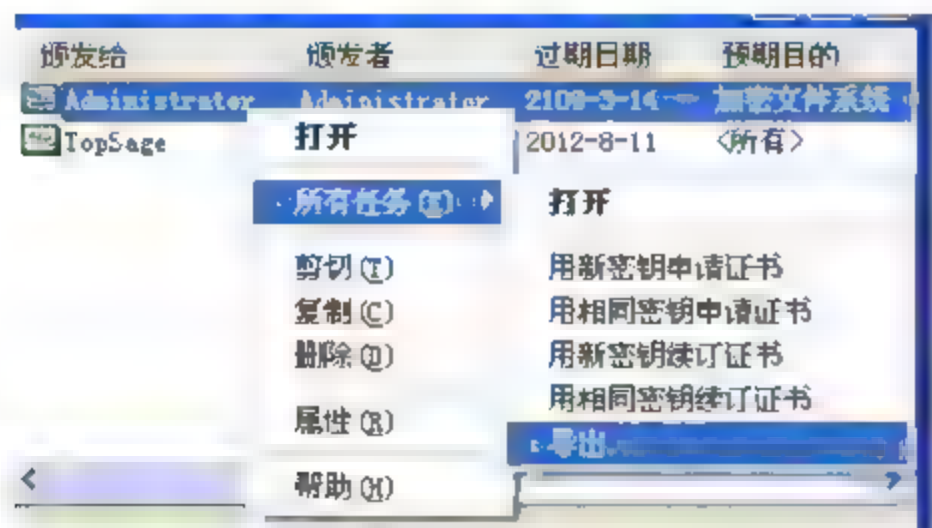 颁发给 颁发者 过期日期 预期目的
Administrator Administrator 2109-3-14 加密文件系统
TopSage 2012-8-11 <所有>
打开
所有任务(K)
剪切(T)
复制(C)
删除(D)
属性(R)
帮助(H)
打开
用新密钥申请证书
用相同密钥申请证书
用新密钥续订证书
用相同密钥续订证书
导出